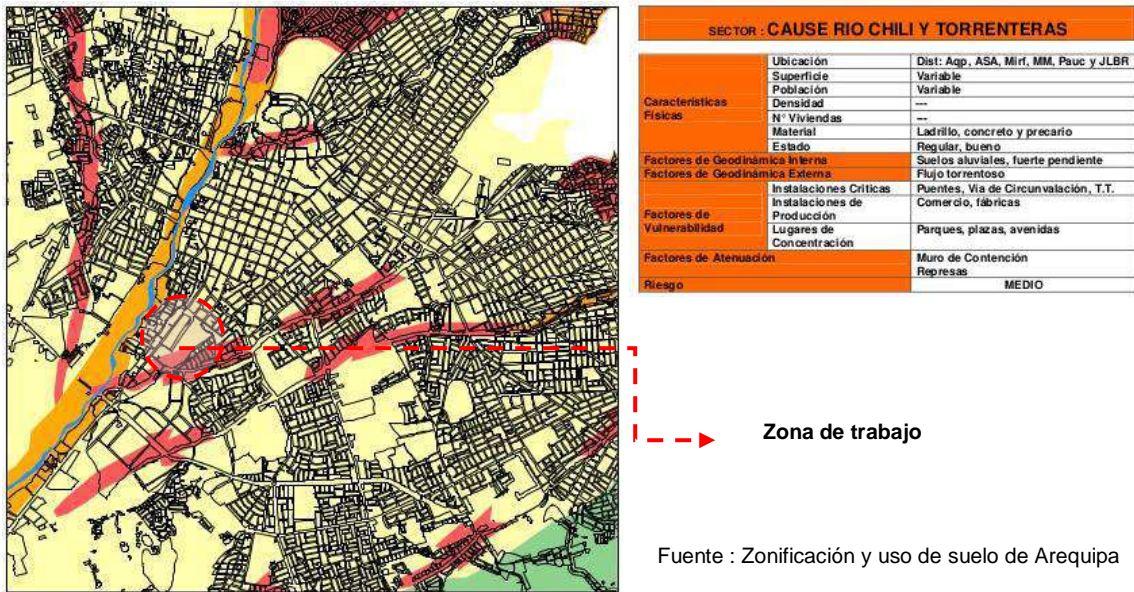 SECTOR : CAUSE RIO CHILI Y TORRENTERAS
Características Físicas
Ubicación Dist: Aqp, ASA, Mirf, MM, Pauc y JLBR
Superficie Variable
Población Variable
Densidad ---
N° Viviendas ---
Material Ladrillo, concreto y precario
Estado Regular, bueno
Factores de Geodinámica Interna Suelos aluviales, fuerte pendiente
Factores de Geodinámica Externa Flujo torrentoso
Factores de Vulnerabilidad
Instalaciones Criticas Puentes, Via de Circunvalación, T.T.
Instalaciones de Producción Comercio, fábricas
Lugares de Concentración Parques, plazas, avenidas
Factores de Atenuación Muro de Contención
Represas
Riesgo MEDIO
Zona de trabajo
Fuente : Zonificación y uso de suelo de Arequipa